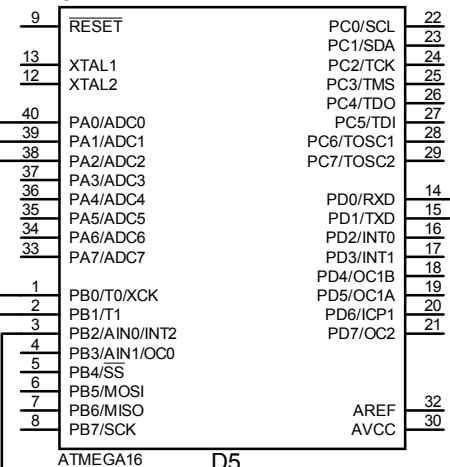 9 RESET PC0/SCL 22
PC1/SDA 23
13 XTAL1 PC2/TCK 24
12 XTAL2 PC3/TMS 25
PC4/TDO 26
40 PA0/ADC0 PC5/TDI 27
39 PA1/ADC1 PC6/TOSC1 28
38 PA2/ADC2 PC7/TOSC2 29
37 PA3/ADC3
36 PA4/ADC4 PD0/RXD 14
35 PA5/ADC5 PD1/TXD 15
34 PA6/ADC6 PD2/INT0 16
33 PA7/ADC7 PD3/INT1 17
PD4/OC1B 18
1 PB0/T0/XCK PD5/OC1A 19
2 PB1/T1 PD6/ICP1 20
3 PB2/AIN0/INT2 PD7/OC2 21
4 PB3/AIN1/OC0
5 PB4/SS
6 PB5/MOSI
7 PB6/MISO AREF 32
8 PB7/SCK AVCC 30
ATMEGA16 D5